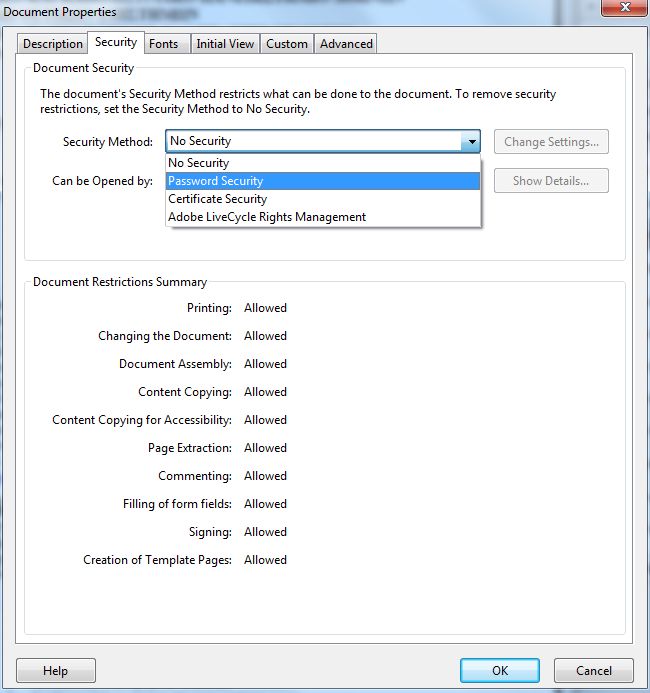 Document Properties
Description Security Fonts Initial View Custom Advanced
Document Security
The document's Security Method restricts what can be done to the document. To remove security
restrictions, set the Security Method to No Security.
Security Method: No Security Change Settings...
No Security
Can be Opened by: Password Security Show Details...
Certificate Security
Adobe LiveCycle Rights Management
Document Restrictions Summary
Printing: Allowed
Changing the Document: Allowed
Document Assembly: Allowed
Content Copying: Allowed
Content Copying for Accessibility: Allowed
Page Extraction: Allowed
Commenting: Allowed
Filling of form fields: Allowed
Signing: Allowed
Creation of Template Pages: Allowed
Help OK Cancel